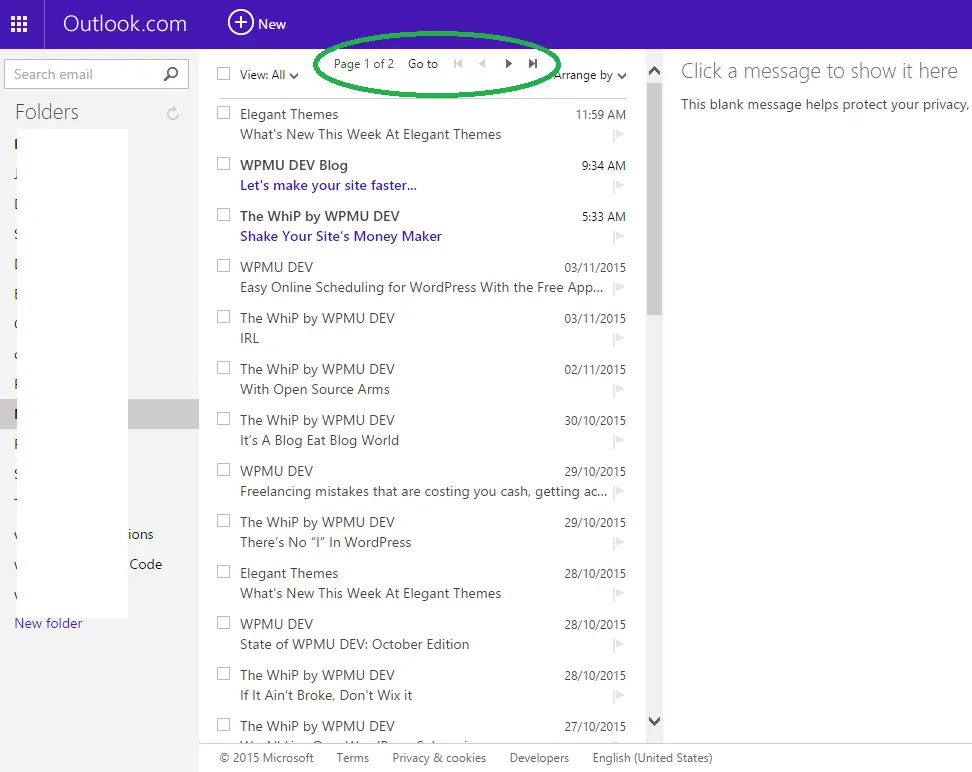 Outlook.com
New
Search email
Folders
ions
Code
New folder
View: All
Page 1 of 2 Go to
Arrange by
Elegant Themes 11:59 AM
What's New This Week At Elegant Themes
WPMU DEV Blog 9:34 AM
Let's make your site faster...
The WhiP by WPMU DEV 5:33 AM
Shake Your Site’s Money Maker
WPMU DEV 03/11/2015
Easy Online Scheduling for WordPress With the Free App...
The WhiP by WPMU DEV 03/11/2015
IRL
The WhiP by WPMU DEV 02/11/2015
With Open Source Arms
The WhiP by WPMU DEV 30/10/2015
It’s A Blog Eat Blog World
WPMU DEV 29/10/2015
Freelancing mistakes that are costing you cash, getting ac...
The WhiP by WPMU DEV 29/10/2015
There’s No “I” In WordPress
Elegant Themes 28/10/2015
What's New This Week At Elegant Themes
WPMU DEV 28/10/2015
State of WPMU DEV: October Edition
The WhiP by WPMU DEV 28/10/2015
If It Ain't Broke, Don't Wix it
The WhiP by WPMU DEV 27/10/2015
Click a message to show it here
This blank message helps protect your privacy,
© 2015 Microsoft Terms Privacy & cookies Developers English (United States)